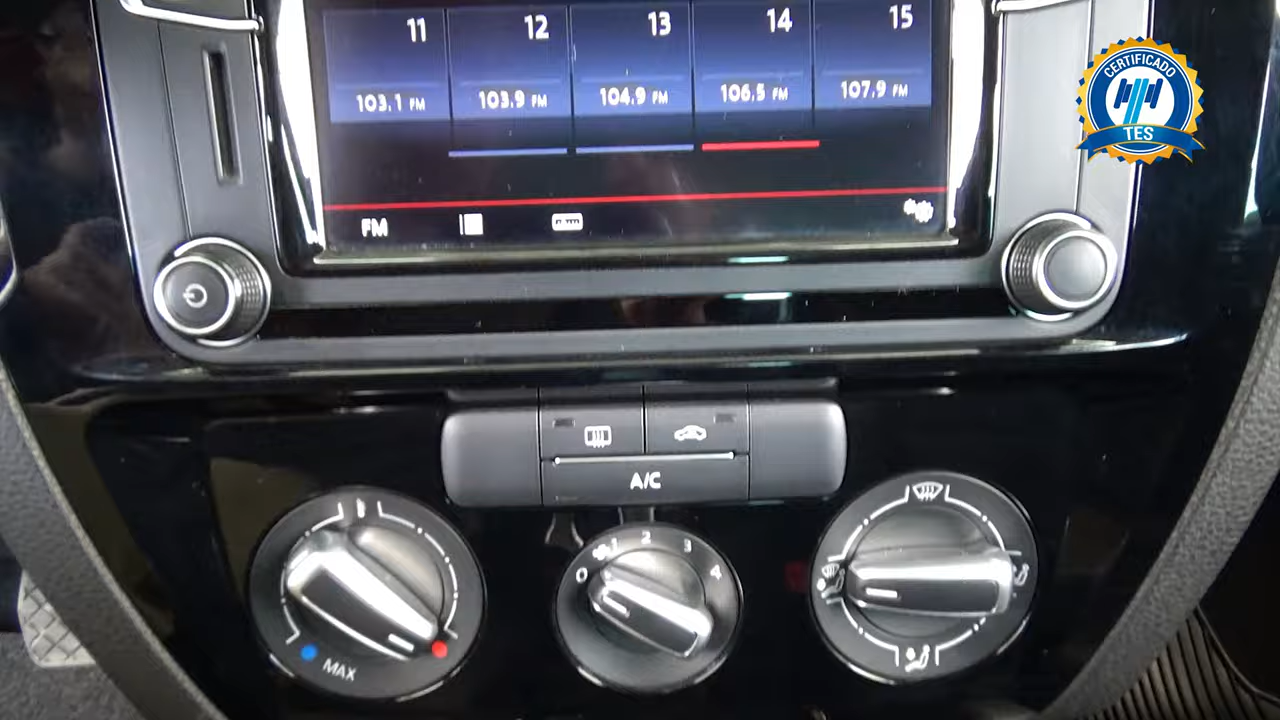 11 12 13 14 15
103.1 FM 103.9 FM 104.9 FM 106.5 FM 107.9 FM
FM
CERTIFICADO
TES
A/C
0 1 2 3 4
MAX